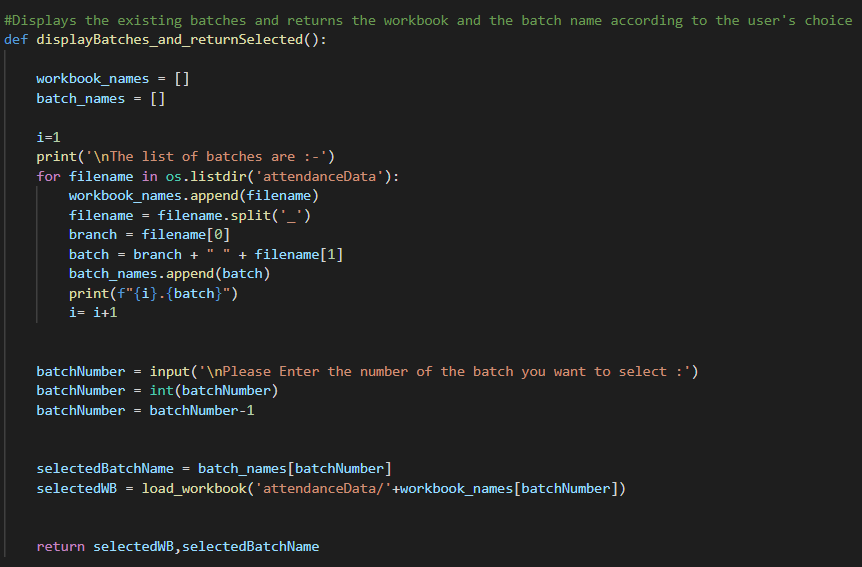 #Displays the existing batches and returns the workbook and the batch name according to the user's choice
def displayBatches_and_returnSelected():
    workbook_names = []
    batch_names = []
    i=1
    print('\nThe list of batches are :-')
    for filename in os.listdir('attendanceData'):
        workbook_names.append(filename)
        filename = filename.split('_')
        branch = filename[0]
        batch = branch + " " + filename[1]
        batch_names.append(batch)
        print(f"{i}.{batch}")
        i= i+1
    batchNumber = input('\nPlease Enter the number of the batch you want to select :')
    batchNumber = int(batchNumber)
    batchNumber = batchNumber-1
    selectedBatchName = batch_names[batchNumber]
    selectedWB = load_workbook('attendanceData/'+workbook_names[batchNumber])
    return selectedWB,selectedBatchName